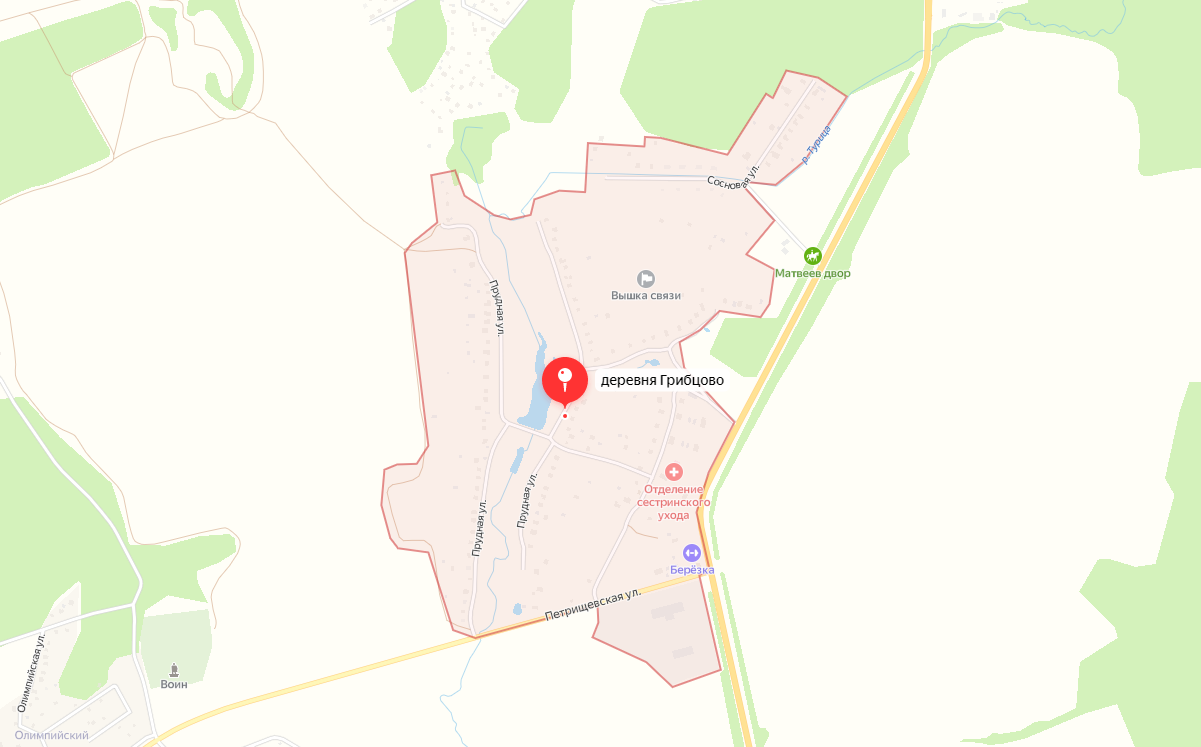 р. Турица
Сосновая ул.
Матвеев двор
Вышка связи
Прудная ул.
деревня Грибцово
Отделение
сестринского
ухода
Прудная ул.
Прудная ул.
Берёзка
Петрищевская ул.
Олимпийская ул.
Воин
Олимпийский